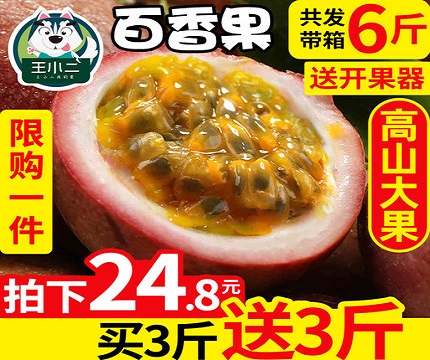 王小二
百香果
共发
带箱6斤
送开果器
限购一件
高山大果
拍下24.8元
买3斤送3斤